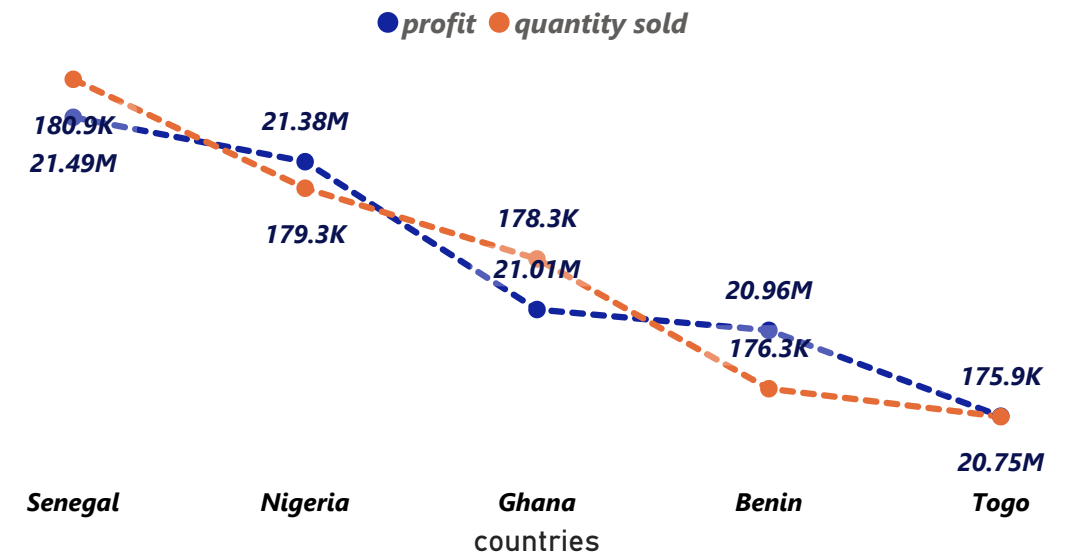 profit quantity sold
180.9K
21.49M
21.38M
179.3K
178.3K
21.01M
20.96M
176.3K
175.9K
20.75M
Senegal Nigeria Ghana Benin Togo
countries